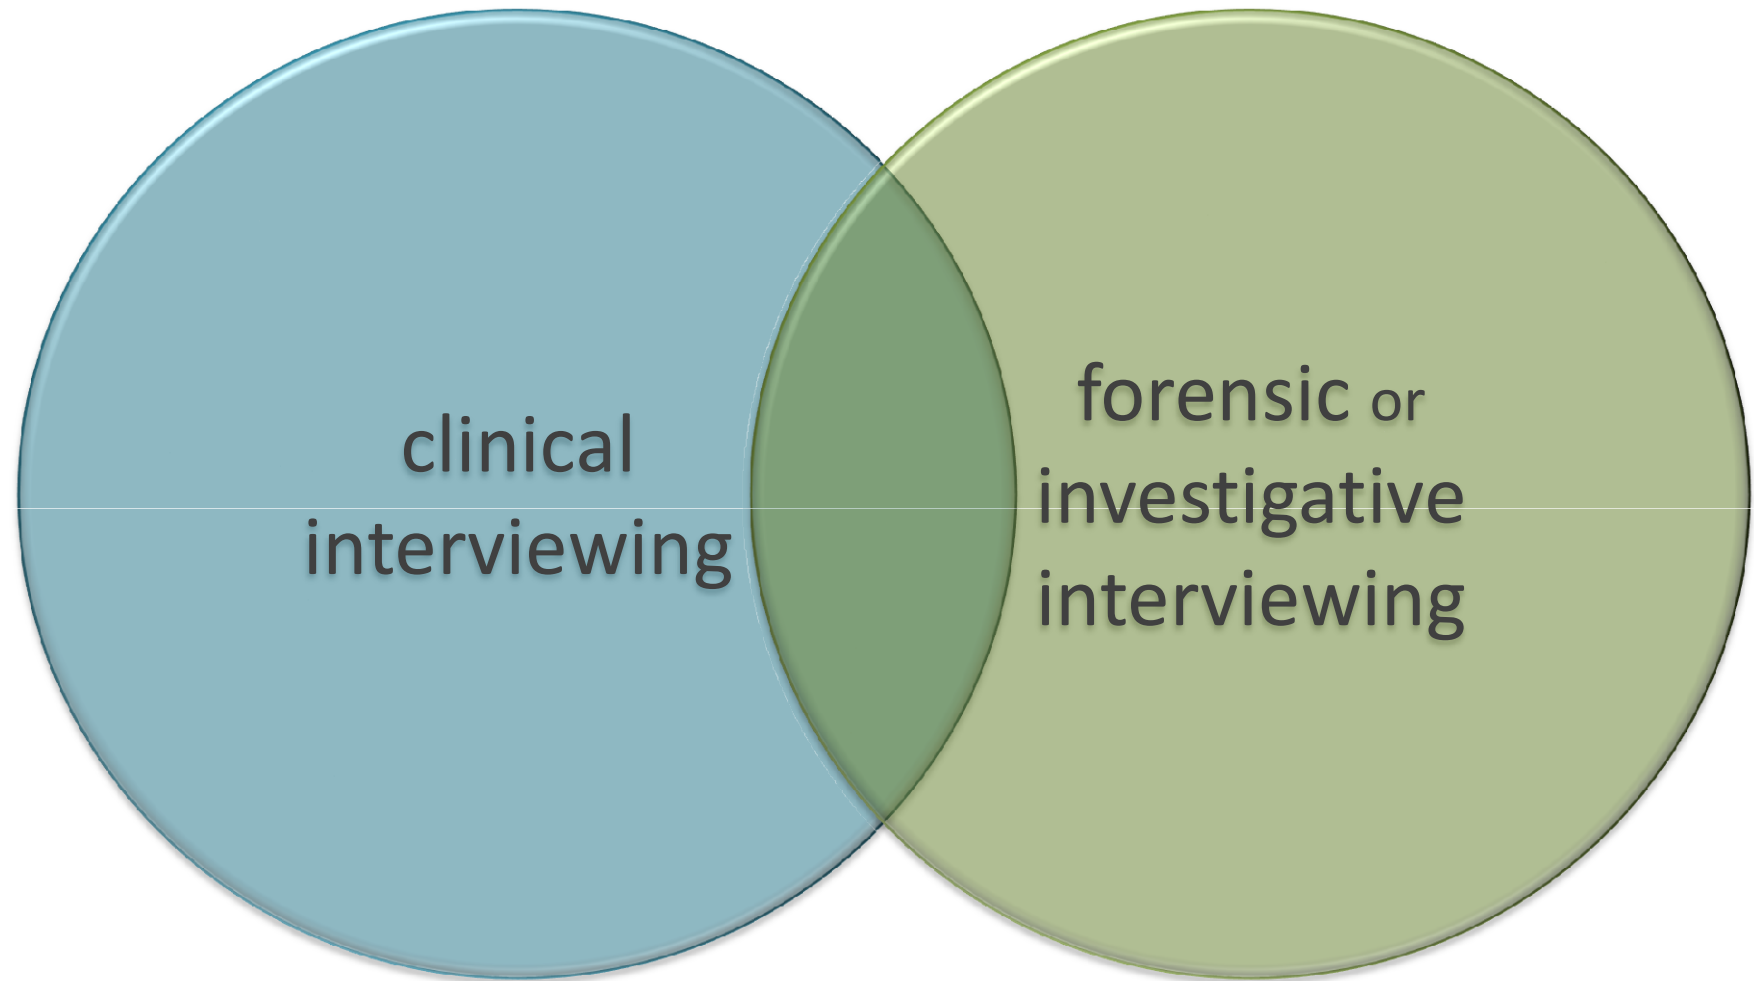 clinical
interviewing
forensic or
investigative
interviewing